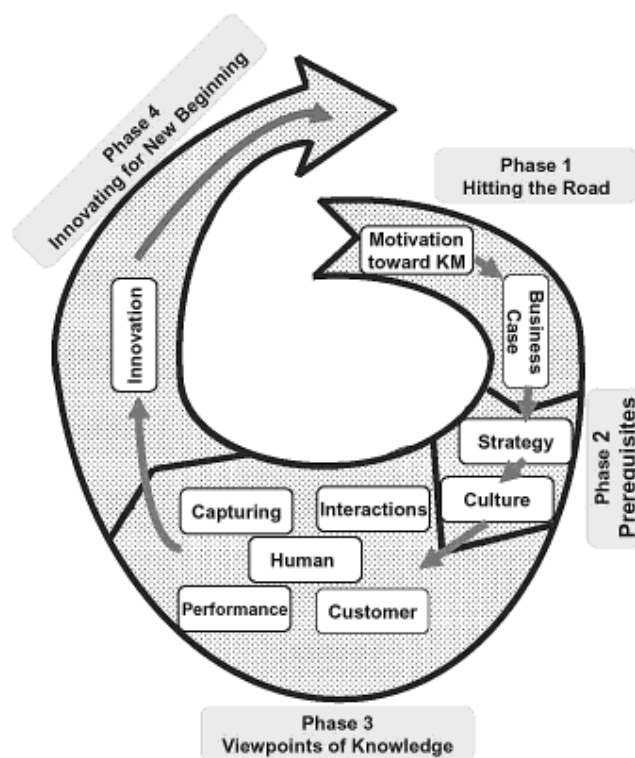 Phase 1
Hitting the Road
Motivation
toward KM
Business
Case
Phase 2
Prerequisites
Strategy
Culture
Capturing
Interactions
Human
Performance
Customer
Phase 3
Viewpoints of Knowledge
Innovation
Phase 4
Innovating for New Beginning